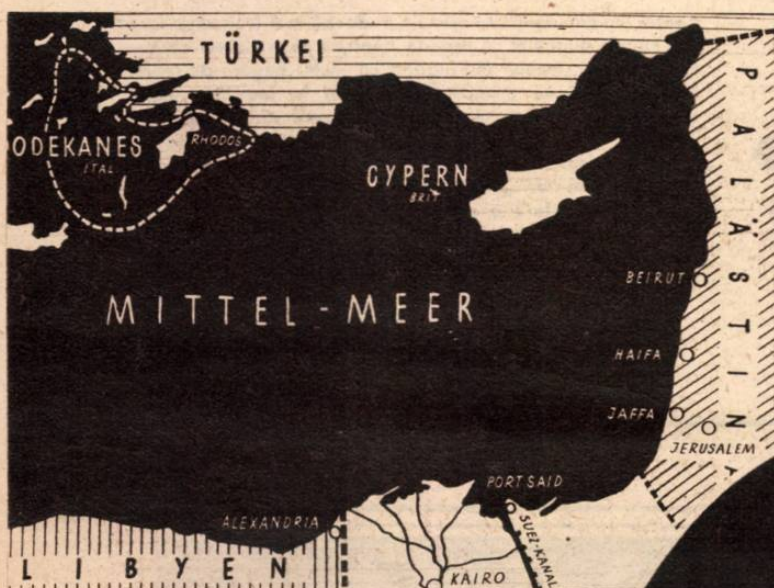 TÜRKEI
ODEKANES
ITAL
RHODOS
CYPERN
BRIT
PALÄSTINA
MITTEL-MEER
BEIRUT
HAIFA
JAFFA
JERUSALEM
PORT SAID
ALEXANDRIA
SUEZ-KANAL
LIBYEN
KAIRO